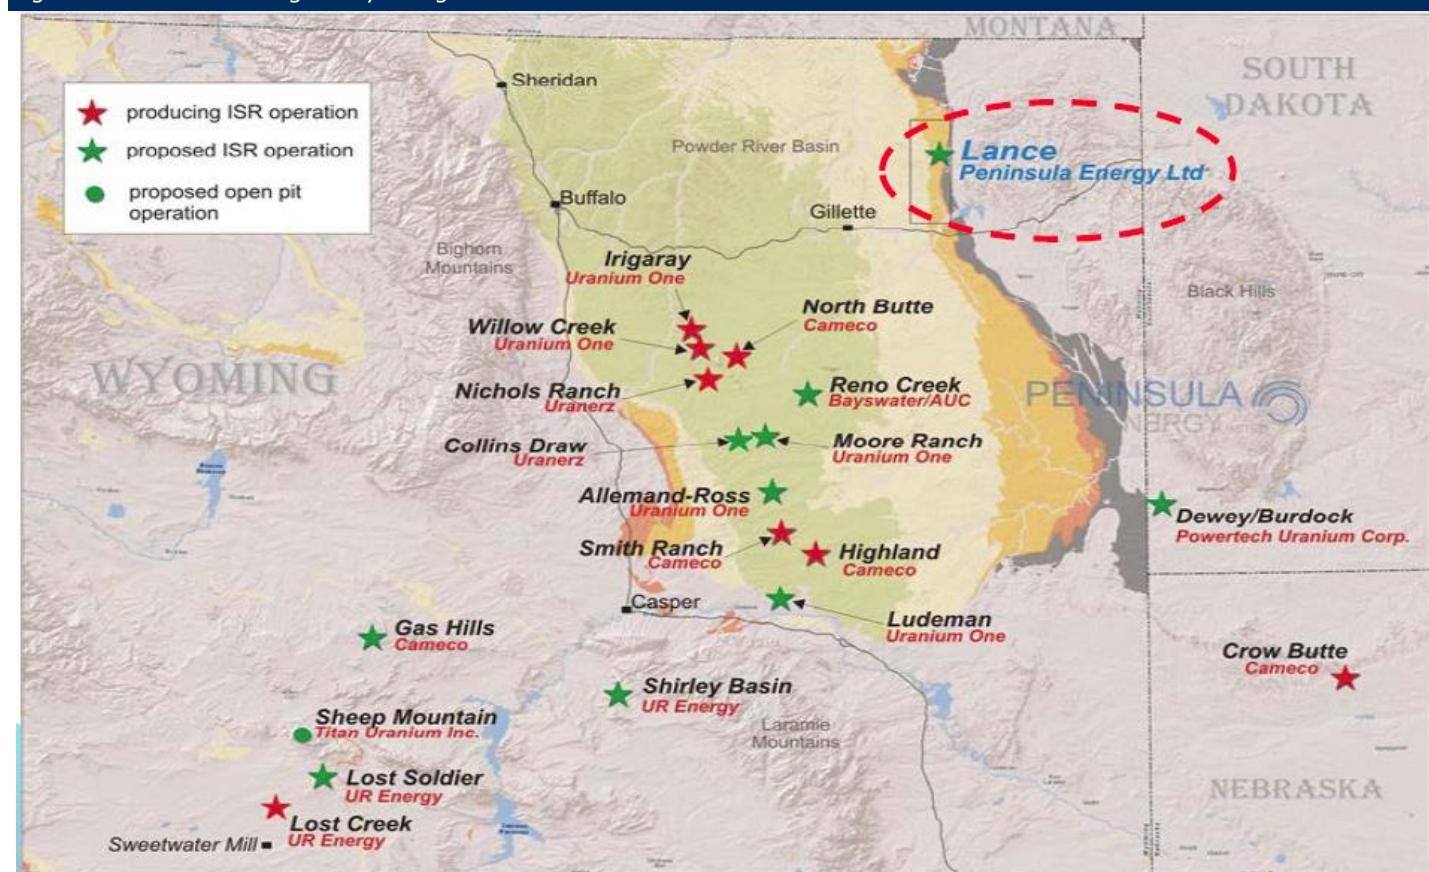 MONTANA
SOUTH
DAKOTA
Sheridan
producing ISR operation
proposed ISR operation
proposed open pit
operation
Powder River Basin
Lance
Peninsula Energy Ltd
Buffalo
Gillette
Bighorn
Mountains
Irigaray
Uranium One
Black Hills
North Butte
Cameco
Willow Creek
Uranium One
WYOMING
Nichols Ranch
Uranerz
Reno Creek
Bayswater/AUC
PENINSULA
ENERGY
Collins Draw
Uranerz
Moore Ranch
Uranium One
Allemand-Ross
Uranium One
Dewey/Burdock
Powertech Uranium Corp.
Smith Ranch
Cameco
Highland
Cameco
Casper
Ludeman
Uranium One
Gas Hills
Cameco
Crow Butte
Cameco
Shirley Basin
UR Energy
Sheep Mountain
Titan Uranium Inc.
Laramie
Mountains
Lost Soldier
UR Energy
NEBRASKA
Lost Creek
UR Energy
Sweetwater Mill